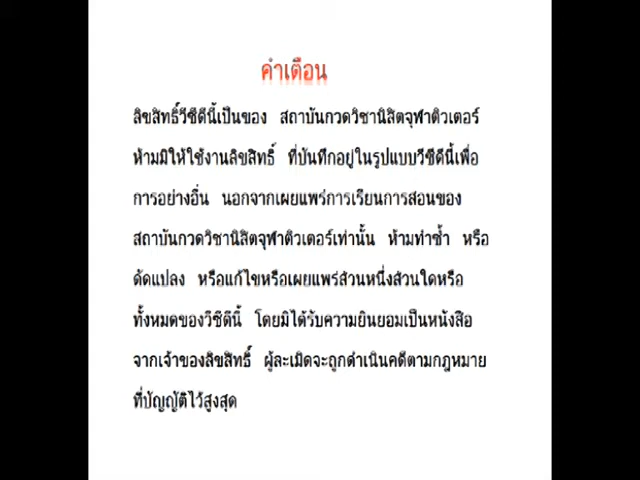 คำเตือน
ลิขสิทธิ์วีซีดีนี้เป็นของ สถาบันกวดวิชานิสิตจุฬาติวเตอร์
ห้ามมิให้ใช้งานลิขสิทธิ์ ที่บันทึกอยู่ในรูปแบบวีซีดีนี้เพื่อ
การอย่างอื่น นอกจากเผยแพร่การเรียนการสอนของ
สถาบันกวดวิชานิสิตจุฬาติวเตอร์เท่านั้น ห้ามทำซ้ำ หรือ
ดัดแปลง หรือแก้ไขหรือเผยแพร่ส่วนหนึ่งส่วนใดหรือ
ทั้งหมดของวีซีดีนี้ โดยมิได้รับความยินยอมเป็นหนังสือ
จากเจ้าของลิขสิทธิ์ ผู้ละเมิดจะถูกดำเนินคดีตามกฎหมาย
ที่บัญญัติไว้สูงสุด